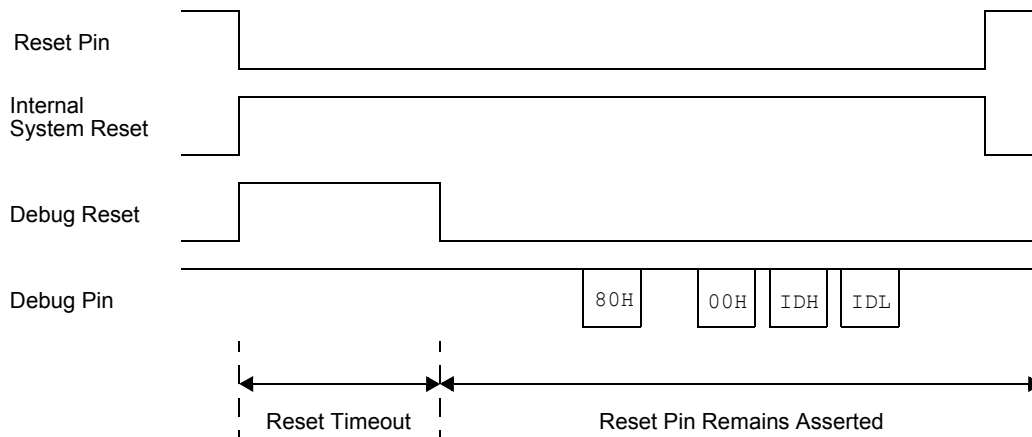 Reset Pin
Internal
System Reset
Debug Reset
Debug Pin
80H
00H
IDH
IDL
Reset Timeout
Reset Pin Remains Asserted